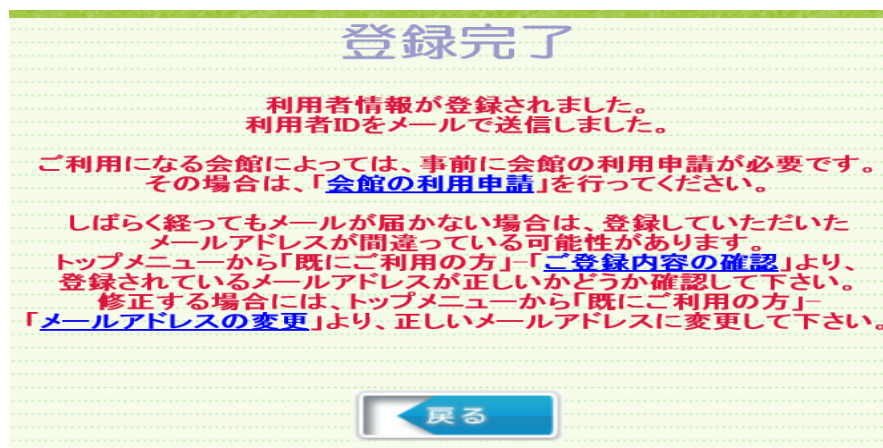 登録完了
利用者情報が登録されました。
利用者IDをメールで送信しました。
ご利用になる会館によっては、事前に会館の利用申請が必要です。
その場合は、「会館の利用申請」を行ってください。
しばらく経ってもメールが届かない場合は、登録していただいた
メールアドレスが間違っている可能性があります。
トップメニューから「既にご利用の方」-「ご登録内容の確認」より、
登録されているメールアドレスが正しいかどうか確認して下さい。
修正する場合には、トップメニューから「既にご利用の方」-
「メールアドレスの変更」より、正しいメールアドレスに変更して下さい。
戻る